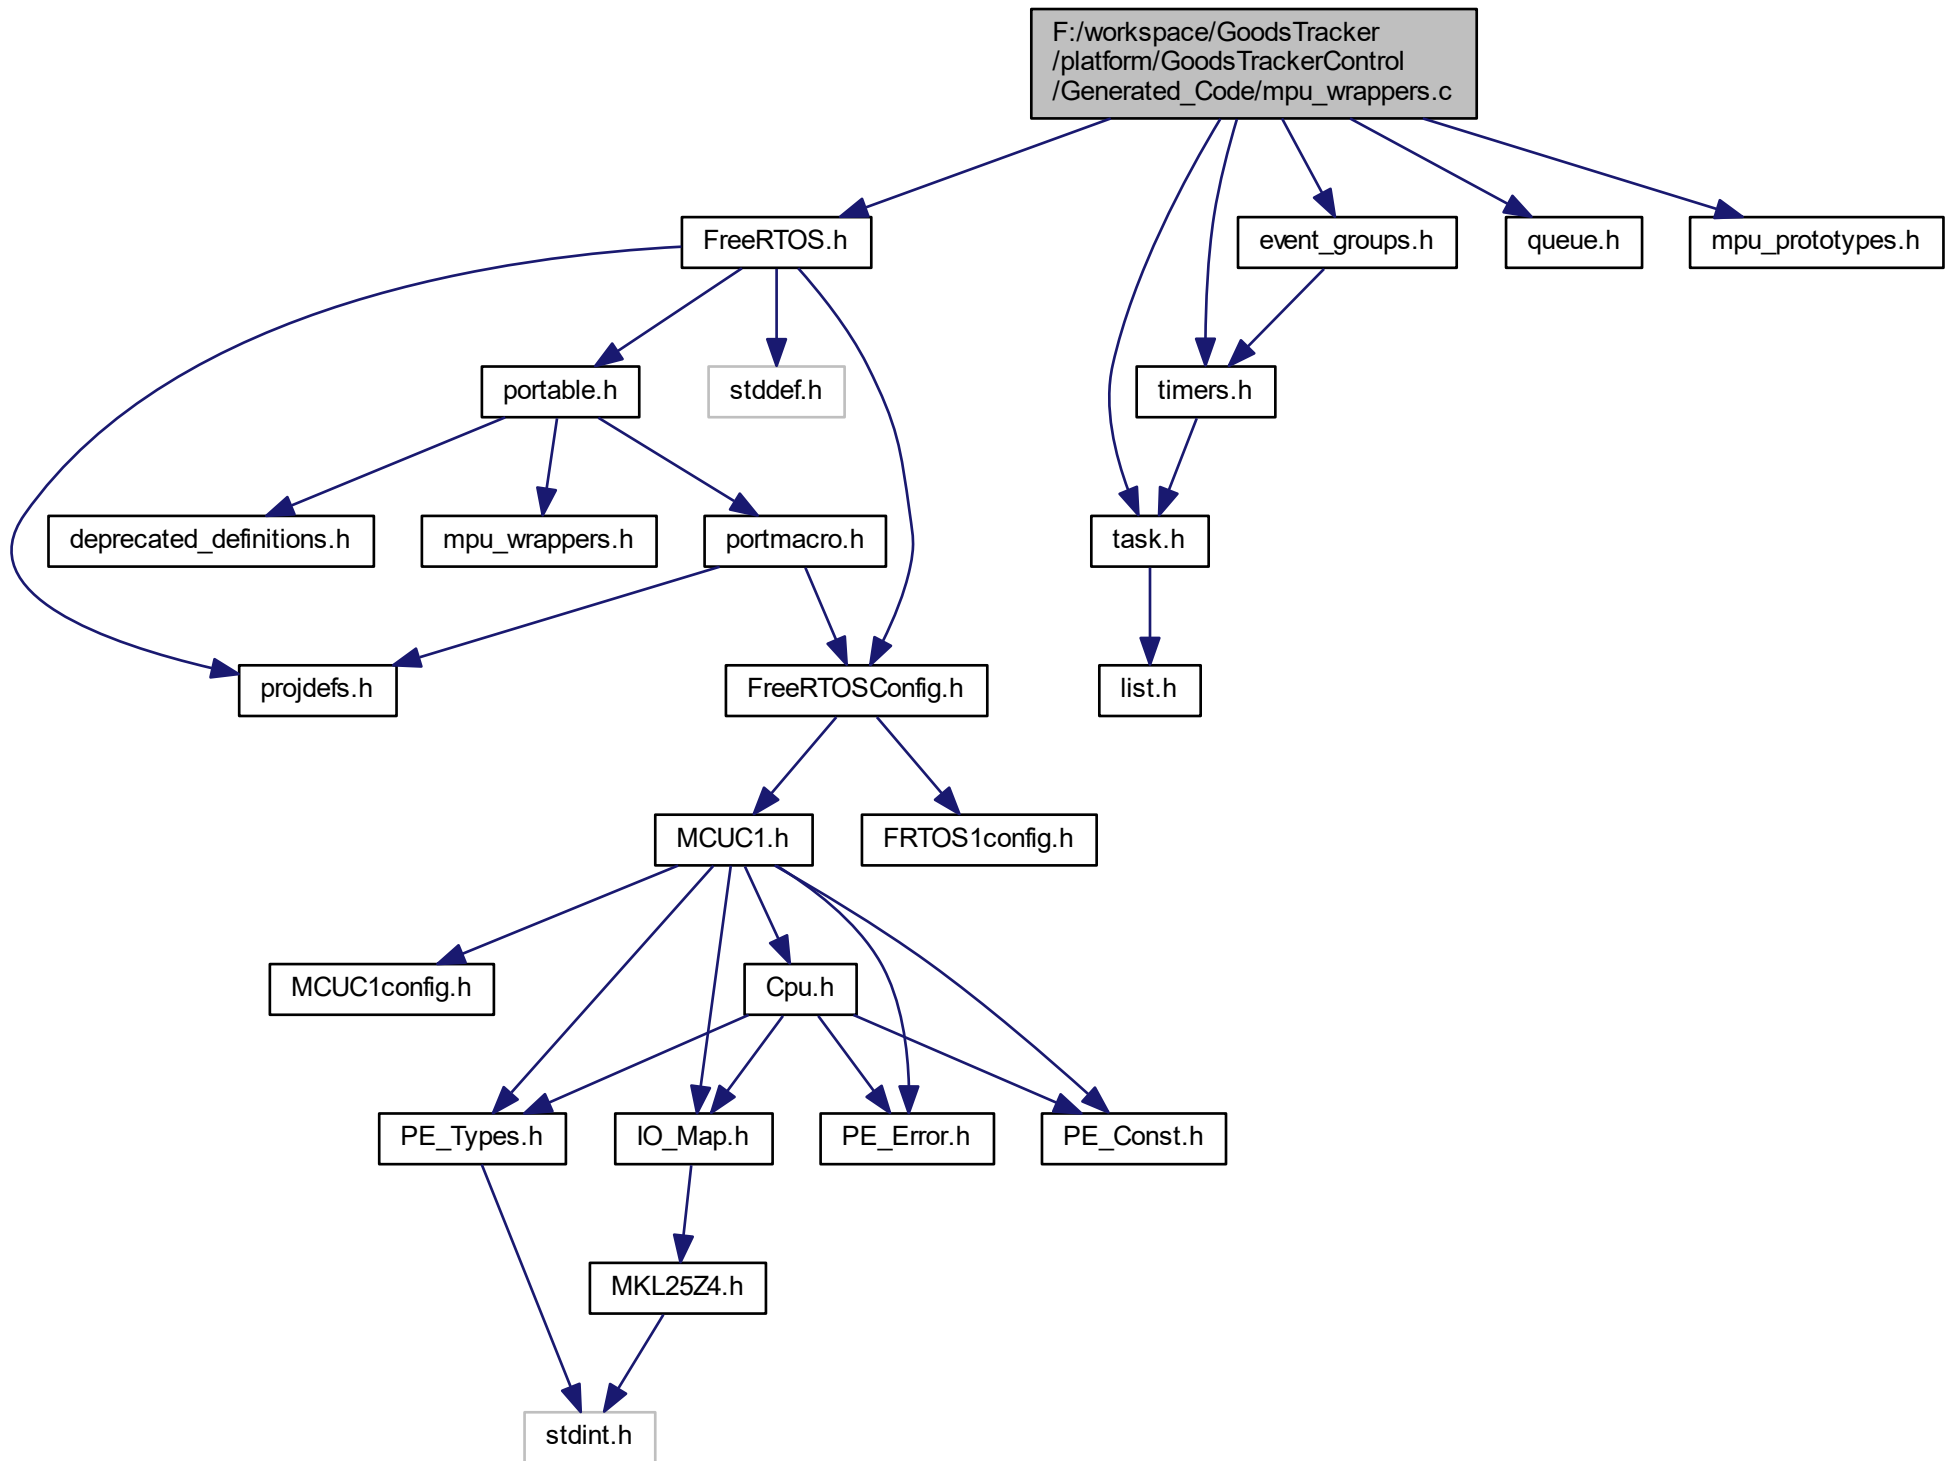 F:/workspace/GoodsTracker
/platform/GoodsTrackerControl
/Generated_Code/mpu_wrappers.c
FreeRTOS.h
event_groups.h
queue.h
mpu_prototypes.h
portable.h
stddef.h
timers.h
deprecated_definitions.h
mpu_wrappers.h
portmacro.h
task.h
projdefs.h
FreeRTOSConfig.h
list.h
MCUC1.h
FRTOS1config.h
MCUC1config.h
Cpu.h
PE_Types.h
IO_Map.h
PE_Error.h
PE_Const.h
MKL25Z4.h
stdint.h